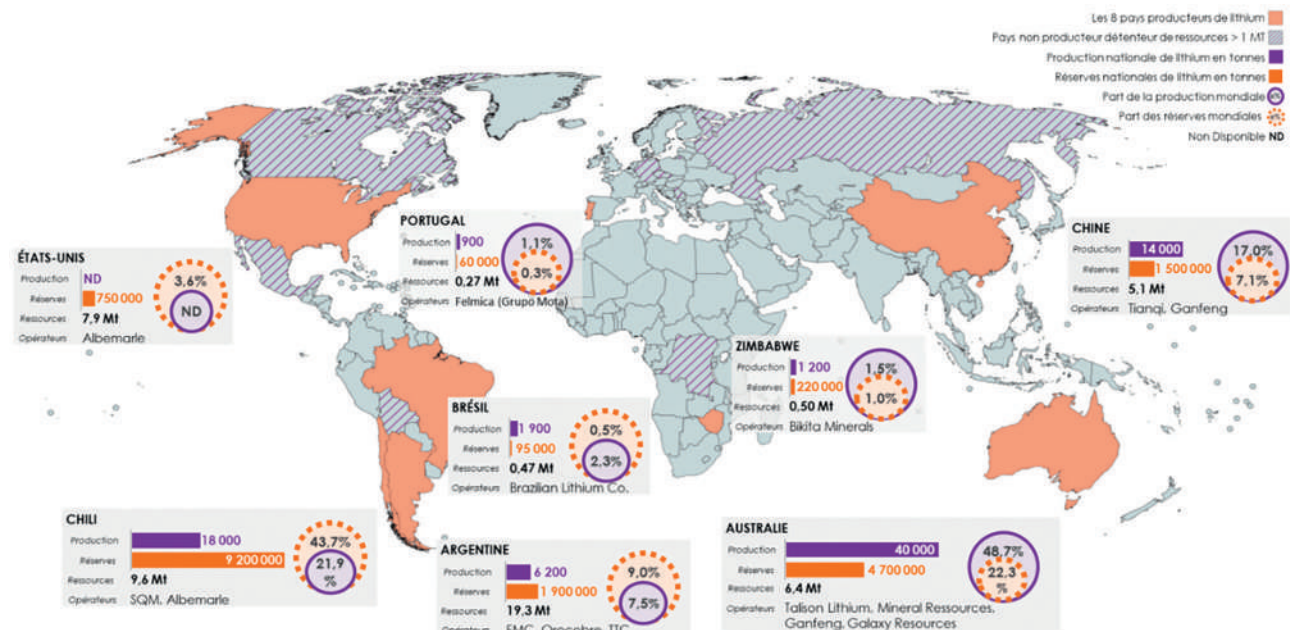 Les 8 pays producteurs de lithium
Pays non producteur détenteur de ressources > 1 MT
Production nationale de lithium en tonnes
Réserves nationales de lithium en tonnes
Part de la production mondiale
Part des réserves mondiales
Non Disponible ND
ÉTATS-UNIS
Production ND
Réserves 750 000
Ressources 7,9 Mt
Opérateurs Albemarle
3,6%
ND
PORTUGAL
Production 900
Réserves 60 000
Ressources 0,27 Mt
Opérateurs Felmica (Grupo Mota)
1,1%
0,3%
CHINE
Production 14 000
Réserves 1 500 000
Ressources 5,1 Mt
Opérateurs Tianqi, Ganfeng
17,0%
7,1%
ZIMBABWE
Production 1 200
Réserves 220 000
Ressources 0,50 Mt
Opérateurs Bikita Minerals
1,5%
1,0%
BRÉSIL
Production 1 900
Réserves 95 000
Ressources 0,47 Mt
Opérateurs Brazilian Lithium Co.
0,5%
2,3%
CHILI
Production 18 000
Réserves 9 200 000
Ressources 9,6 Mt
Opérateurs SQM, Albemarle
43,7%
21,9
%
ARGENTINE
Production 6 200
Réserves 1 900 000
Ressources 19,3 Mt
Opérateurs FMC, Orocobre, TTC
9,0%
7,5%
AUSTRALIE
Production 40 000
Réserves 4 700 000
Ressources 6,4 Mt
Opérateurs Talison Lithium, Mineral Ressources,
Ganfeng, Galaxy Resources
48,7%
22,3
%